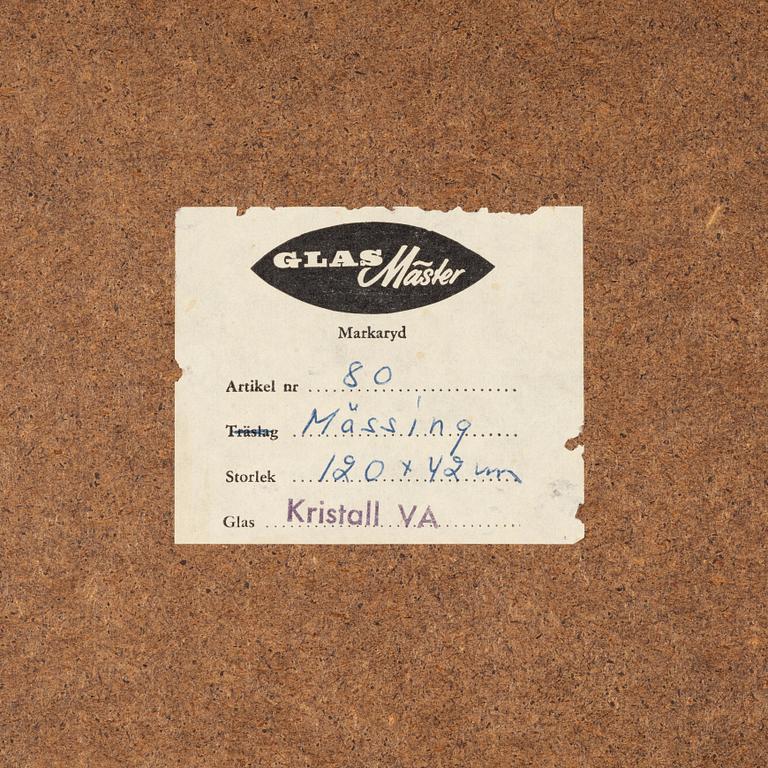 GLAS Mäster
Markaryd
Artikel nr 80
Träslag Mässing
Storlek 120 x 42 cm
Glas Kristall VA